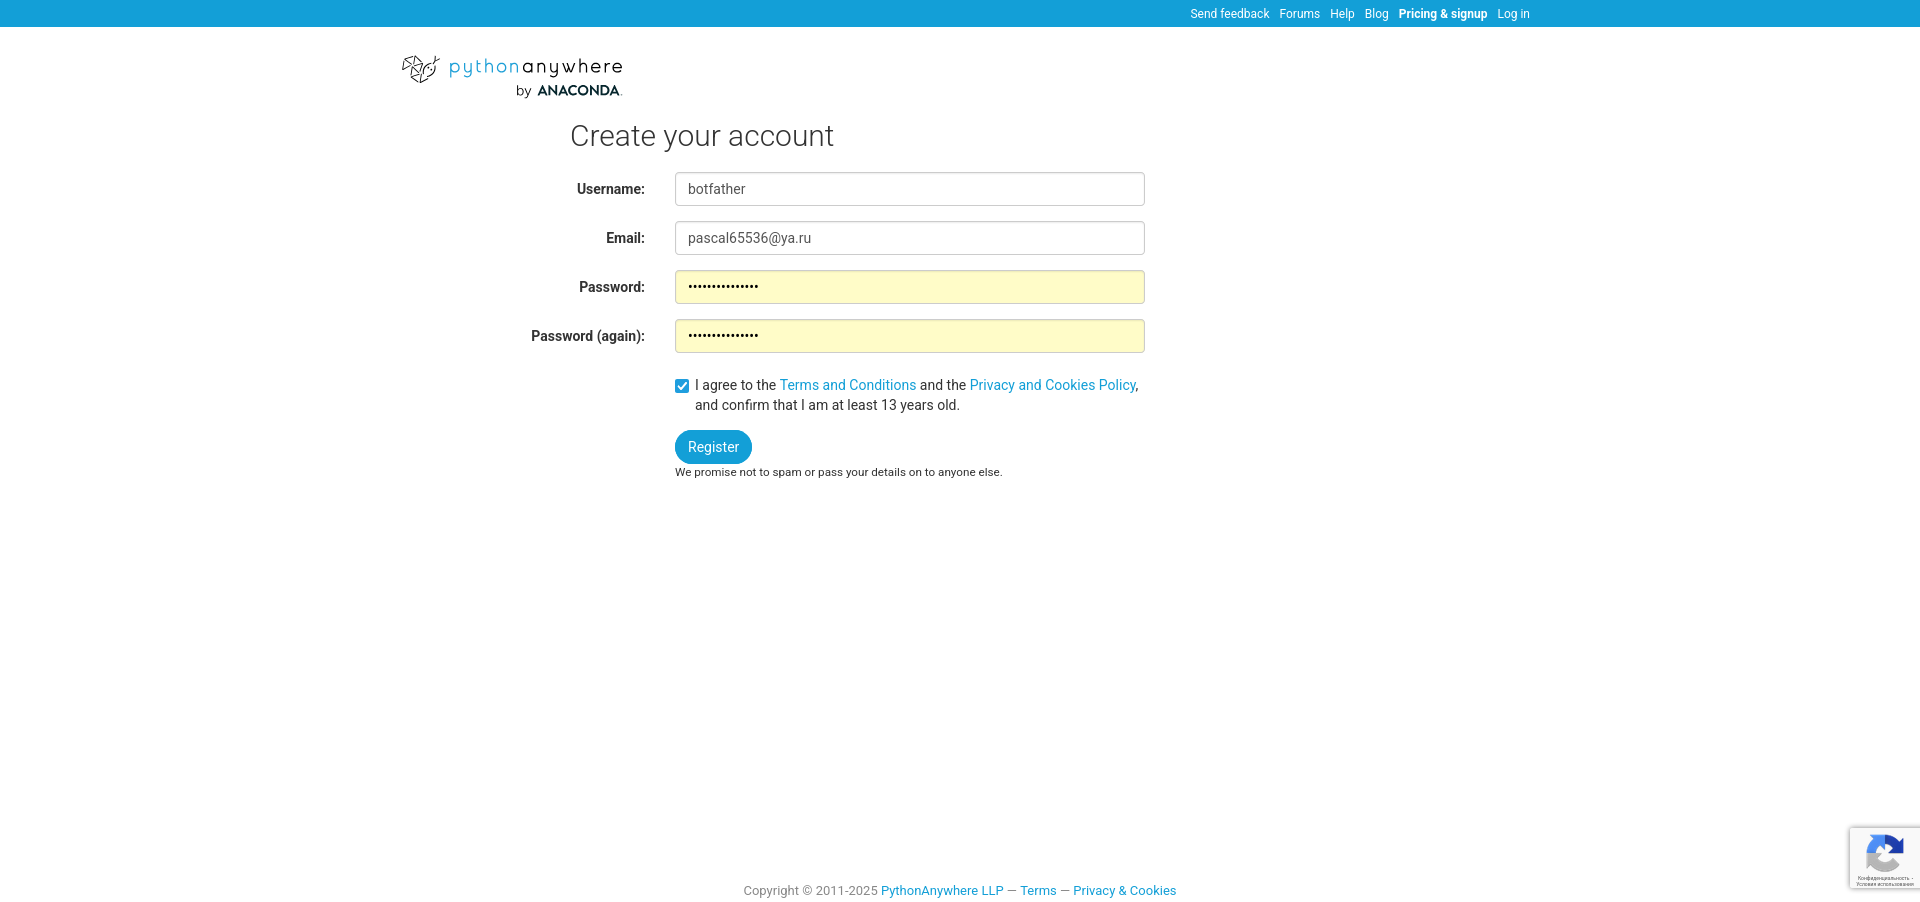 Send feedback Forums Help Blog Pricing & signup Log in
pythonanywhere
by ANACONDA.
Create your account
Username: botfather
Email: pascal65536@ya.ru
Password: •••••••••••••••
Password (again): •••••••••••••••
I agree to the Terms and Conditions and the Privacy and Cookies Policy,
and confirm that I am at least 13 years old.
Register
We promise not to spam or pass your details on to anyone else.
Конфиденциальность -
Условия использования
Copyright © 2011-2025 PythonAnywhere LLP — Terms — Privacy & Cookies